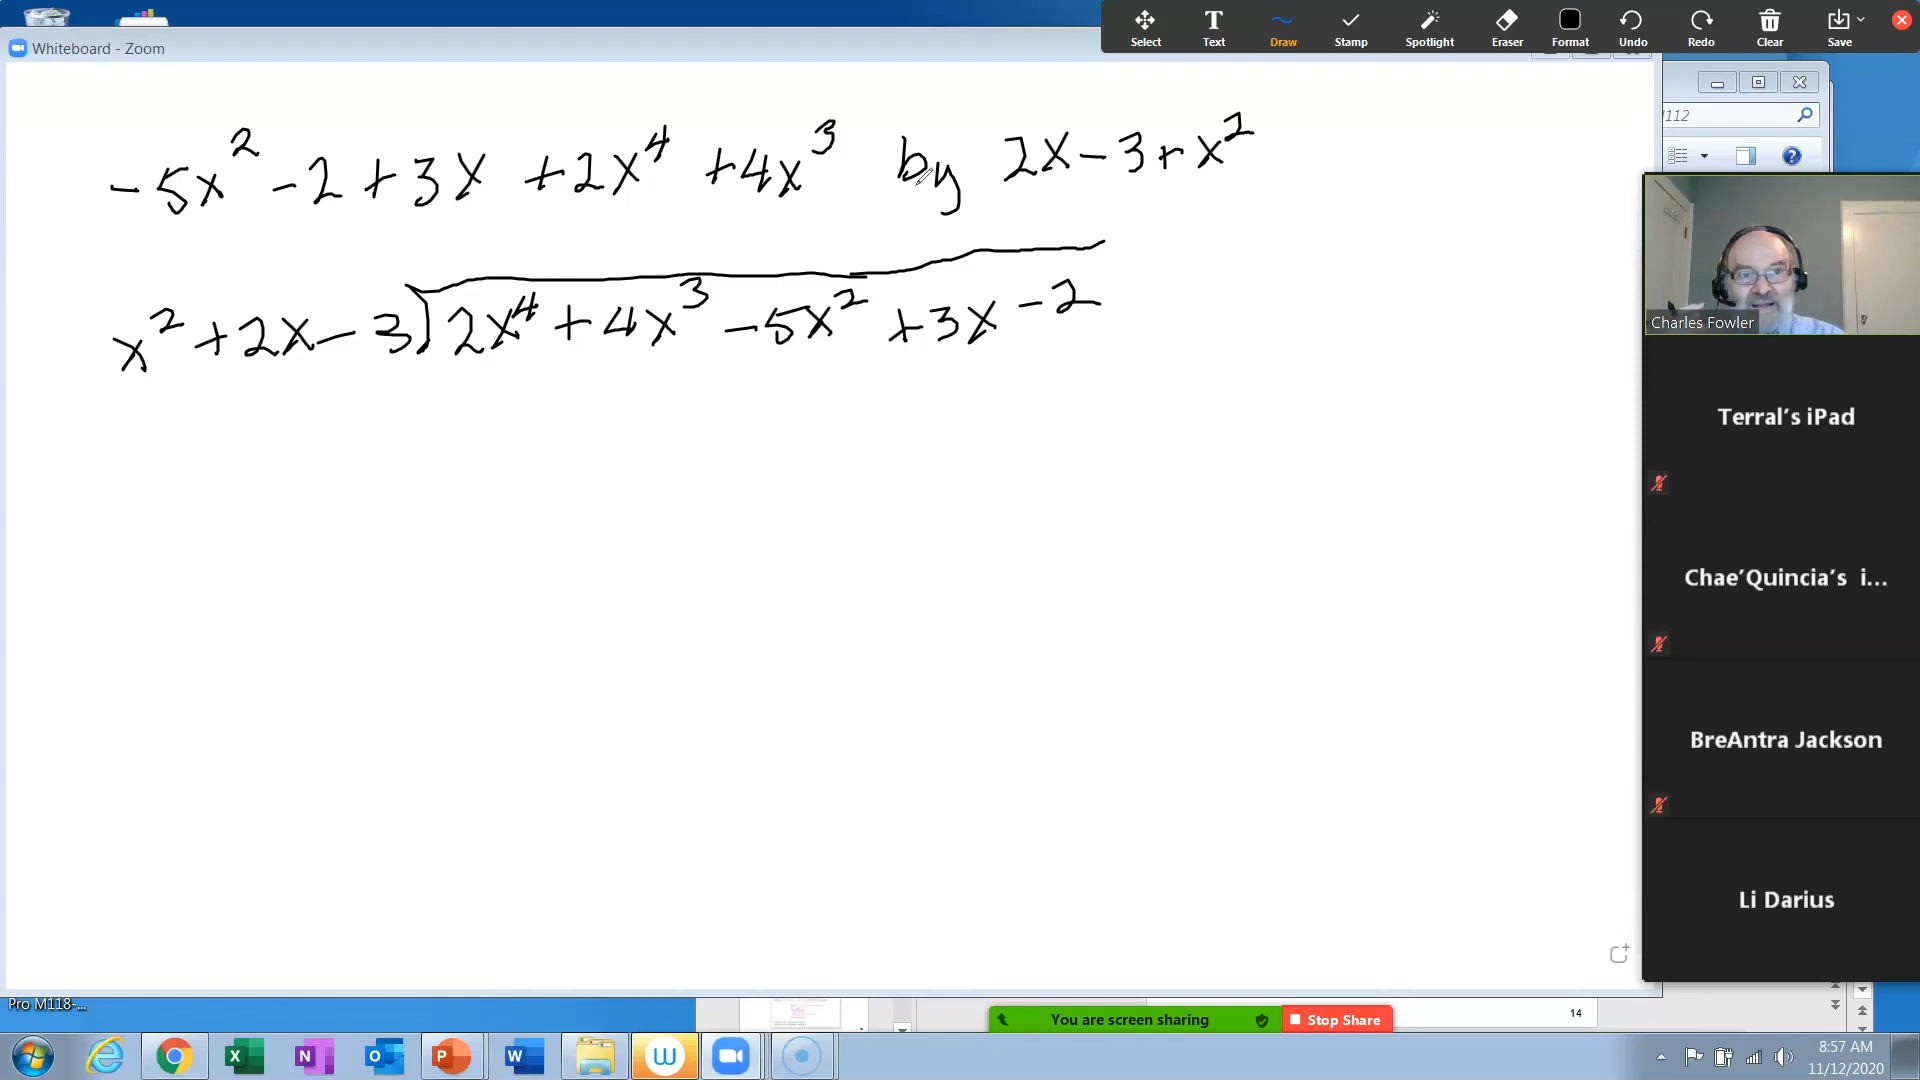 Select Text Draw Stamp Spotlight Eraser Format Undo Redo Clear Save
Whiteboard - Zoom
112
-5x² -2 +3x +2x⁴ +4x³ by 2x-3+x²
x²+2x-3)2x⁴+4x³-5x²+3x-2
Charles Fowler
Terral’s iPad
Chae’Quincia’s i...
BreAntra Jackson
Li Darius
Pro M118-...
14
You are screen sharing
Stop Share
8:57 AM
11/12/2020